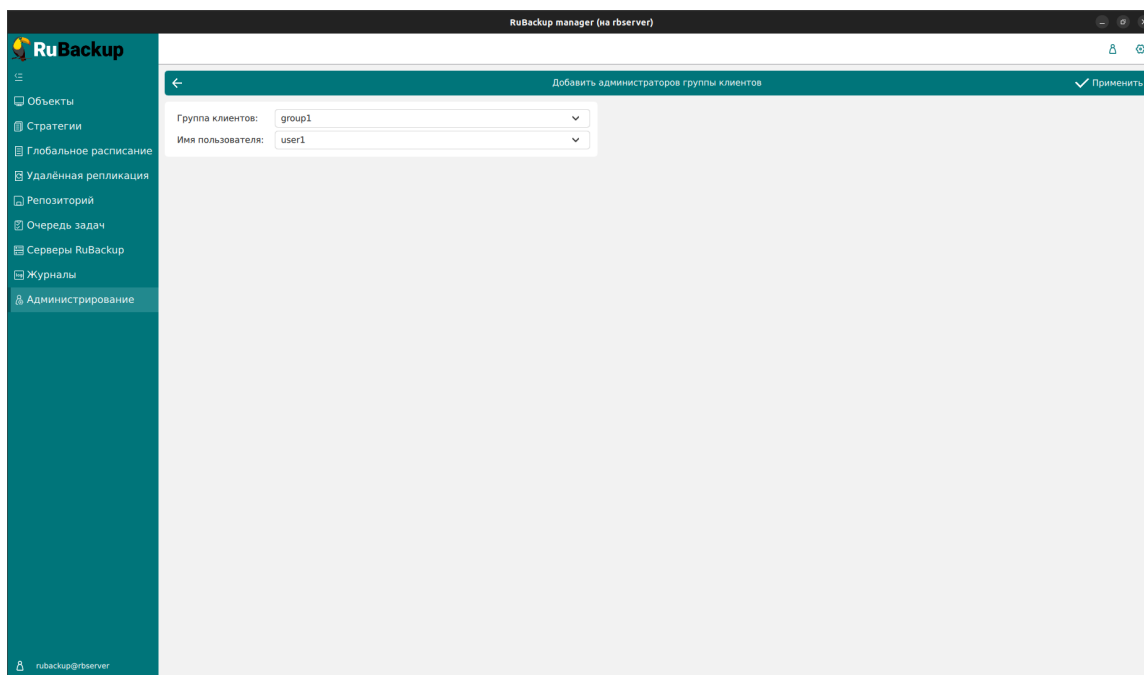 RuBackup manager (на rbserver)
RuBackup
Добавить администраторов группы клиентов
Применить
Объекты
Стратегии
Глобальное расписание
Удалённая репликация
Репозиторий
Очередь задач
Серверы RuBackup
Журналы
Администрирование
Группа клиентов: group1
Имя пользователя: user1
rubackup@rbserver